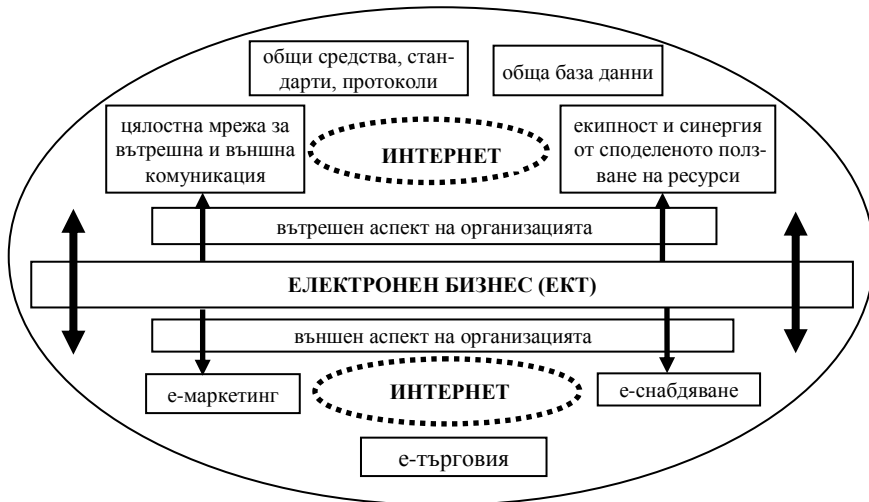 общи средства, стан-
дарти, протоколи
обща база данни
цялостна мрежа за
вътрешна и външна
комуникация
ИНТЕРНЕТ
екипност и синергия
от споделеното полз-
ване на ресурси
вътрешен аспект на организацията
ЕЛЕКТРОНЕН БИЗНЕС (ЕКТ)
външен аспект на организацията
е-маркетинг
ИНТЕРНЕТ
е-снабдяване
е-търговия